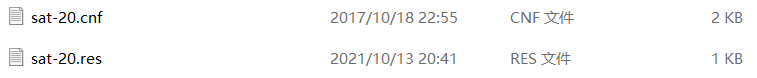 sat-20.cnf 2017/10/18 22:55 CNF 文件 2 KB
sat-20.res 2021/10/13 20:41 RES 文件 1 KB